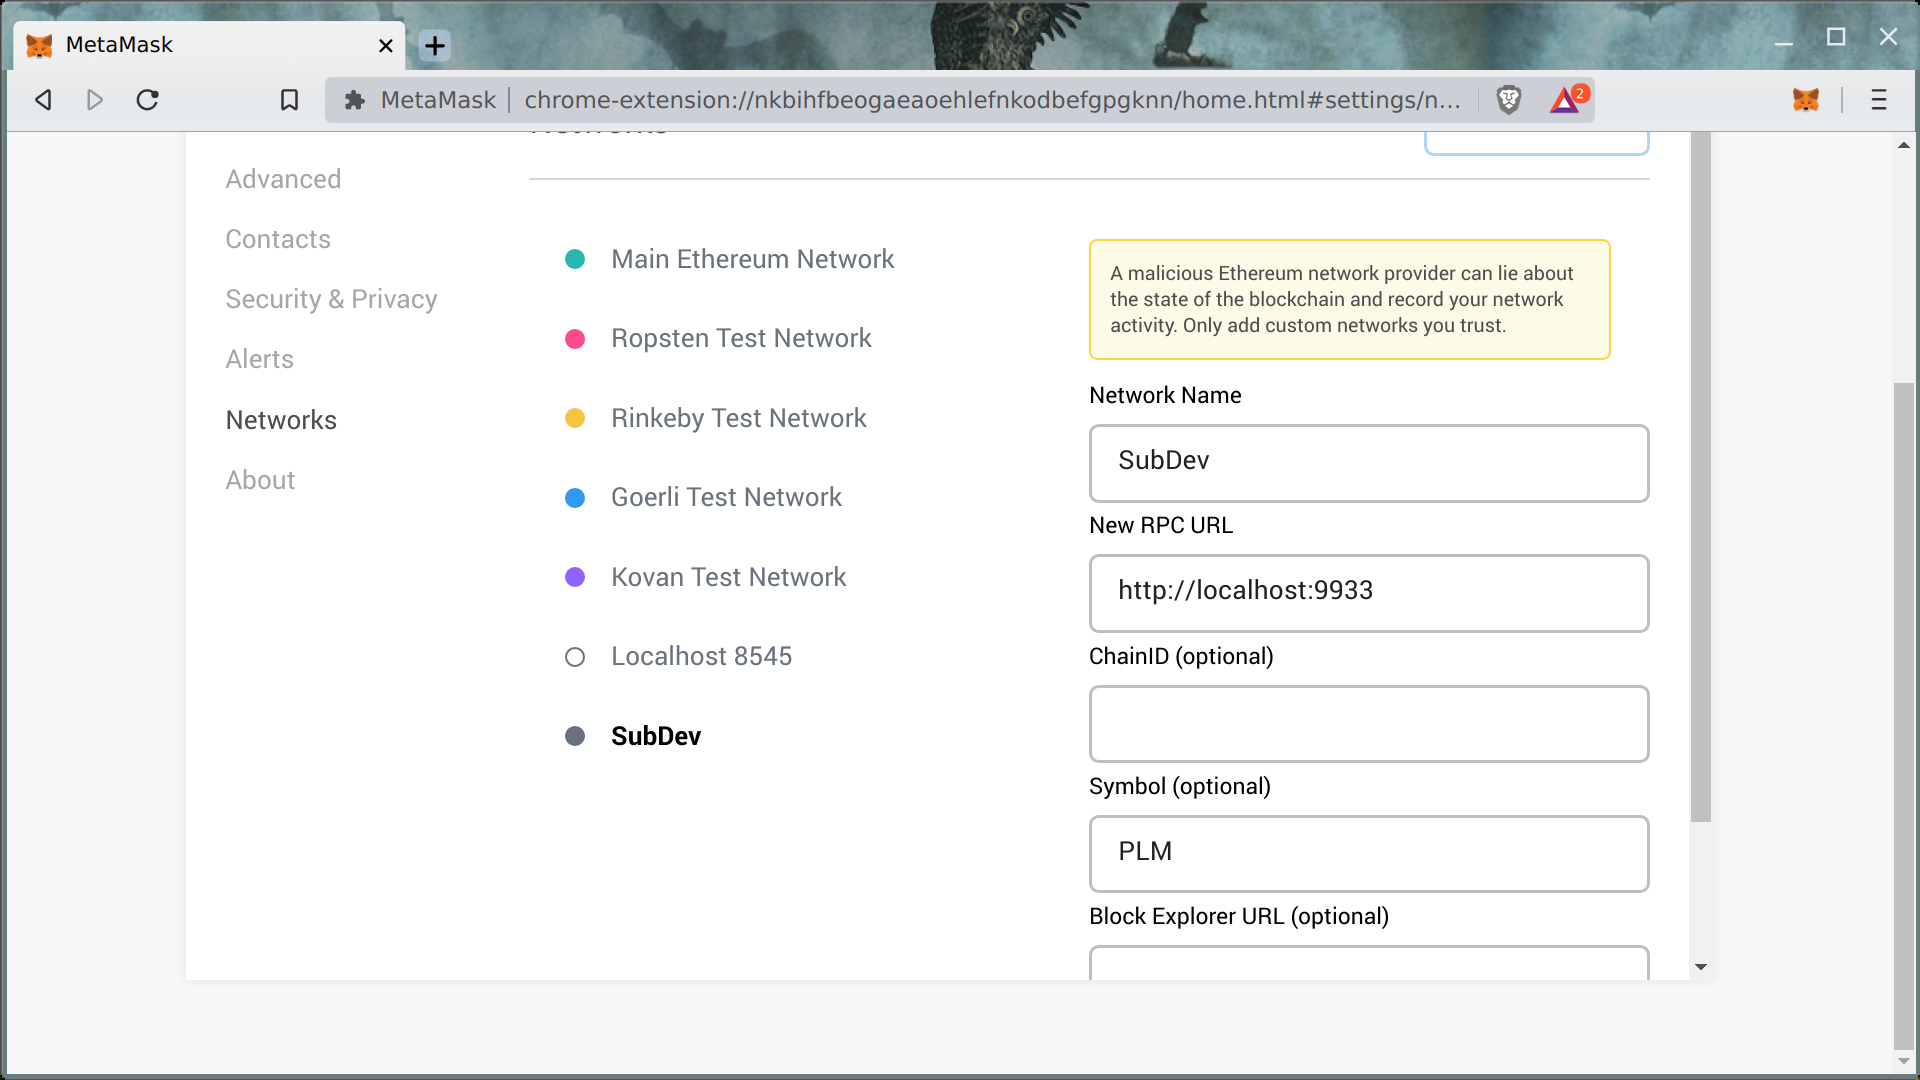 MetaMask
MetaMask
chrome-extension://nkbihfbeogaeaoehlefnkodbefgpgknn/home.html#settings/n...
2
Networks
Advanced
Contacts
Security & Privacy
Alerts
Networks
About
Main Ethereum Network
Ropsten Test Network
Rinkeby Test Network
Goerli Test Network
Kovan Test Network
Localhost 8545
SubDev
A malicious Ethereum network provider can lie about
the state of the blockchain and record your network
activity. Only add custom networks you trust.
Network Name
SubDev
New RPC URL
http://localhost:9933
ChainID (optional)
Symbol (optional)
PLM
Block Explorer URL (optional)